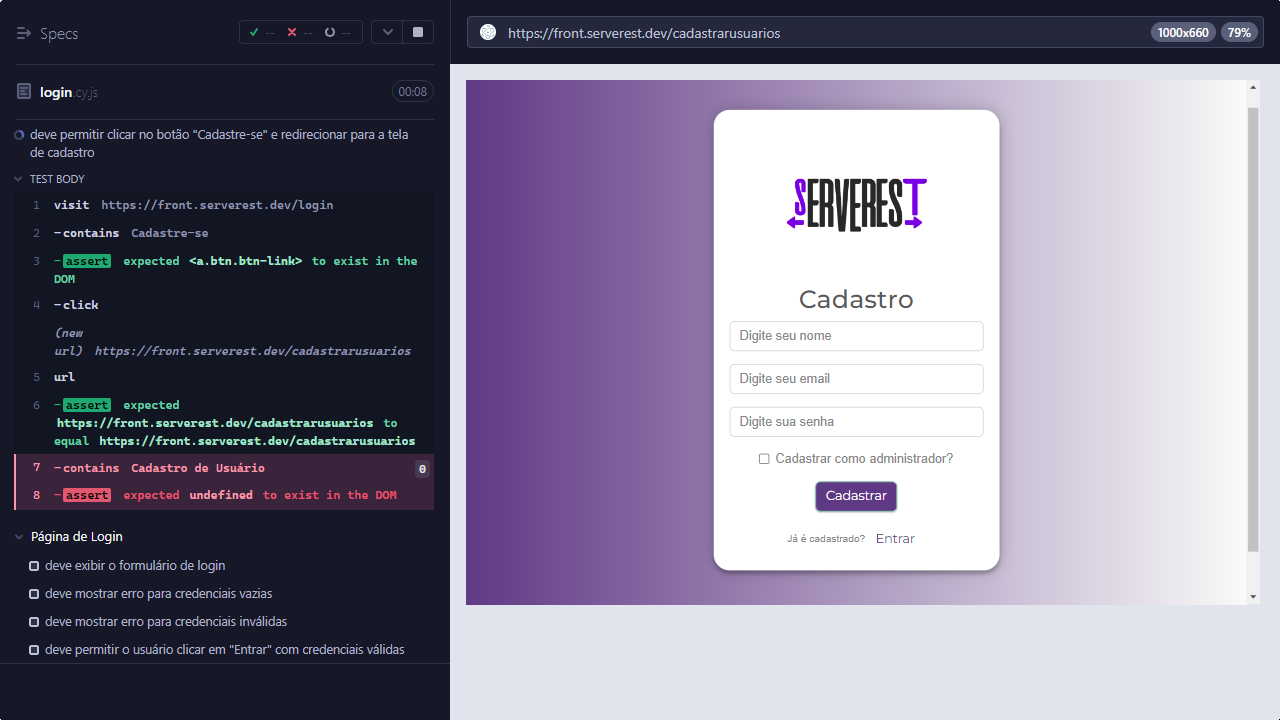 Specs
--
--
--
https://front.serverest.dev/cadastrarusuarios
1000x660
79%
login cy.js
00:08
deve permitir clicar no botão "Cadastre-se" e redirecionar para a tela
de cadastro
TEST BODY
1 visit https://front.serverest.dev/login
2 -contains Cadastre-se
3 -assert expected <a.btn.btn-link> to exist in the
DOM
4 -click
(new
url) https://front.serverest.dev/cadastrarusuarios
5 url
6 -assert expected
https://front.serverest.dev/cadastrarusuarios to
equal https://front.serverest.dev/cadastrarusuarios
7 -contains Cadastro de Usuário 0
8 -assert expected undefined to exist in the DOM
Página de Login
deve exibir o formulário de login
deve mostrar erro para credenciais vazias
deve mostrar erro para credenciais inválidas
deve permitir o usuário clicar em "Entrar" com credenciais válidas
SERVEREST
Cadastro
Digite seu nome
Digite seu email
Digite sua senha
Cadastrar como administrador?
Cadastrar
Já é cadastrado? Entrar